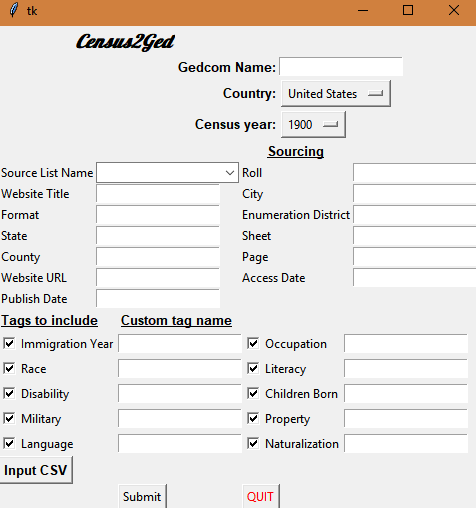 tk
Census2Ged
Gedcom Name:
Country: United States
Census year: 1900
Sourcing
Source List Name Roll
Website Title City
Format Enumeration District
State Sheet
County Page
Website URL Access Date
Publish Date
Tags to include Custom tag name
Immigration Year Occupation
Race Literacy
Disability Children Born
Military Property
Language Naturalization
Input CSV
Submit QUIT